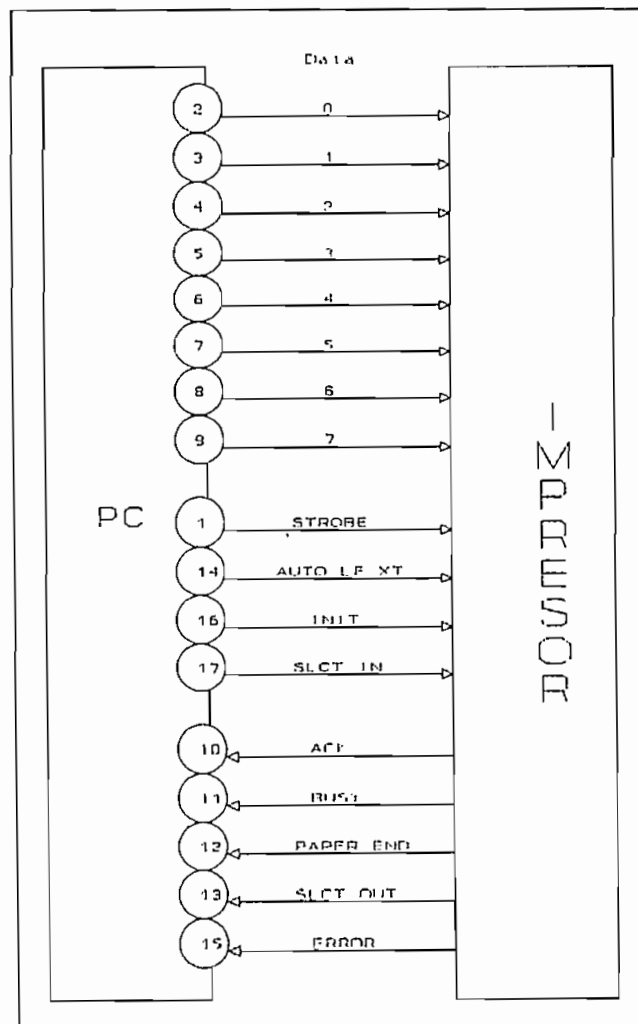 Data
2 0
3 1
4 2
5 3
6 4
7 5
8 6
9 7
PC
1 STROBE
14 AUTO LF XT
16 INIT
17 SLCT IN
10 ACK
11 BUSY
12 PAPER END
13 SLCT OUT
15 ERROR
IMPRESOR